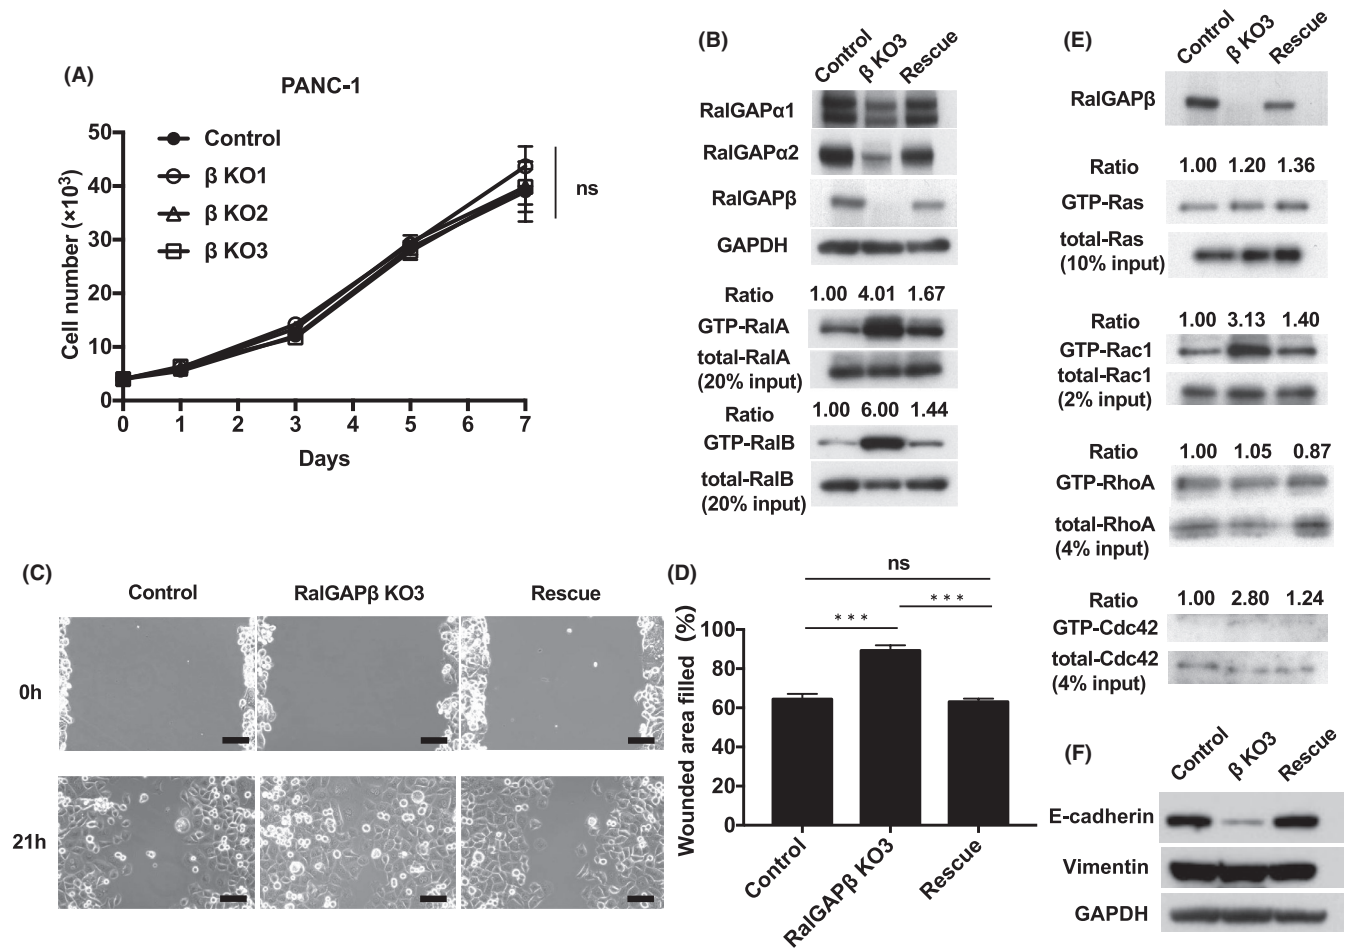 (A)
PANC-1
Cell number (×10³)
50
40
30
20
10
0
Control
β KO1
β KO2
β KO3
ns
0 1 2 3 4 5 6 7
Days
(B)
Control β KO3 Rescue
RalGAPα1
RalGAPα2
RalGAPβ
GAPDH
Ratio 1.00 4.01 1.67
GTP-RalA
total-RalA
(20% input)
Ratio 1.00 6.00 1.44
GTP-RalB
total-RalB
(20% input)
(C)
Control RalGAPβ KO3 Rescue
0h
21h
(D)
Wounded area filled (%)
ns
***
***
100
80
60
40
20
0
Control RalGAPβ KO3 Rescue
(E)
Control β KO3 Rescue
RalGAPβ
Ratio 1.00 1.20 1.36
GTP-Ras
total-Ras
(10% input)
Ratio 1.00 3.13 1.40
GTP-Rac1
total-Rac1
(2% input)
Ratio 1.00 1.05 0.87
GTP-RhoA
total-RhoA
(4% input)
Ratio 1.00 2.80 1.24
GTP-Cdc42
total-Cdc42
(4% input)
(F)
Control β KO3 Rescue
E-cadherin
Vimentin
GAPDH